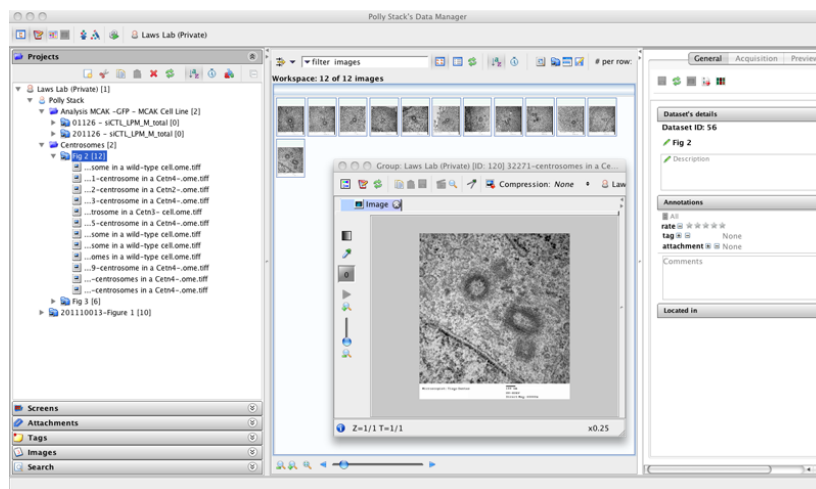 Polly Stack's Data Manager
Laws Lab (Private)
Projects
Laws Lab (Private) [1]
Polly Stack
Analysis MCAK -GFP - MCAK Cell Line [2]
01126 - siCTL_LPM_M_total [0]
201126 - siCTL_LPM_M_total [0]
Centrosomes [2]
Fig 2 [12]
...some in a wild-type cell.ome.tiff
...1-centrosome in a Cetn4-.ome.tiff
...2-centrosome in Cetn2-.ome.tiff
...3-centrosome in a Cetn4-.ome.tiff
...trosome in a Cetn3- cell.ome.tiff
...5-centrosome in a Cetn4-.ome.tiff
...some in a wild-type cell.ome.tiff
...some in a wild-type cell.ome.tiff
...omes in a wild-type cell.ome.tiff
...9-centrosome in a Cetn4-.ome.tiff
...-centrosomes in a Cetn4-.ome.tiff
...-centrosomes in a Cetn4-.ome.tiff
Fig 3 [6]
201110013-Figure 1 [10]
Screens
Attachments
Tags
Images
Search
filter images
# per row:
Workspace: 12 of 12 images
Group: Laws Lab (Private) [ID: 120] 32271-centrosomes in a Ce...
Compression: None
Law
Image
Z=1/1 T=1/1
x0.25
General Acquisition Preview
Dataset's details
Dataset ID: 56
Fig 2
Description
Annotations
All
rate
tag None
attachment None
Comments
Located in